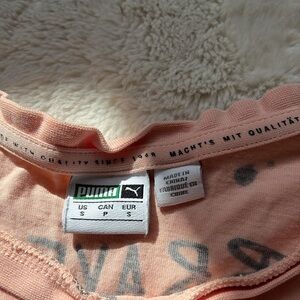 WITH QUALITY SINCE 1948 MACHT'S MIT QUALITÄT
PUMA
US CAN EUR
S P S
MADE IN
CHINA/
FABRIQUÉ EN
CHINE